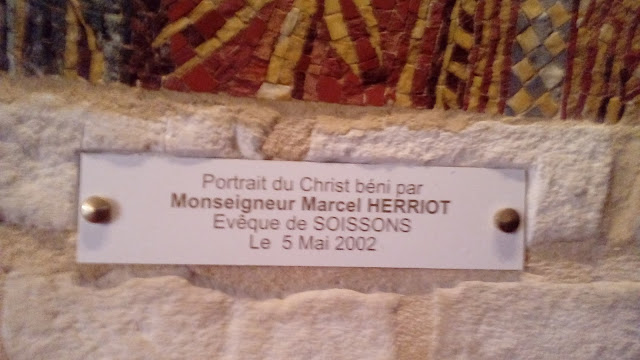 Portrait du Christ béni par
Monseigneur Marcel HERRIOT
Evêque de SOISSONS
Le 5 Mai 2002